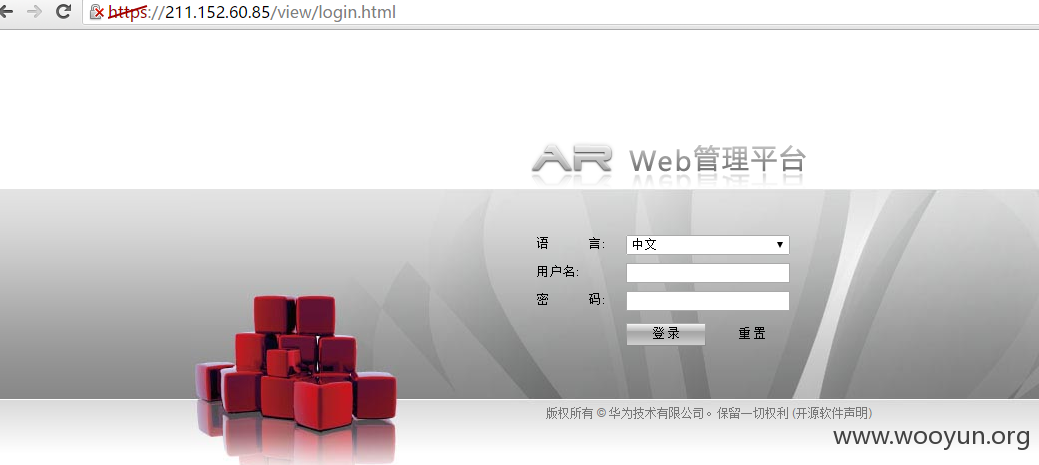 https://211.152.60.85/view/login.html
AR Web管理平台
语 言: 中文
用户名:
密 码:
登录 重置
版权所有 © 华为技术有限公司。保留一切权利 (开源软件声明)
www.wooyun.org